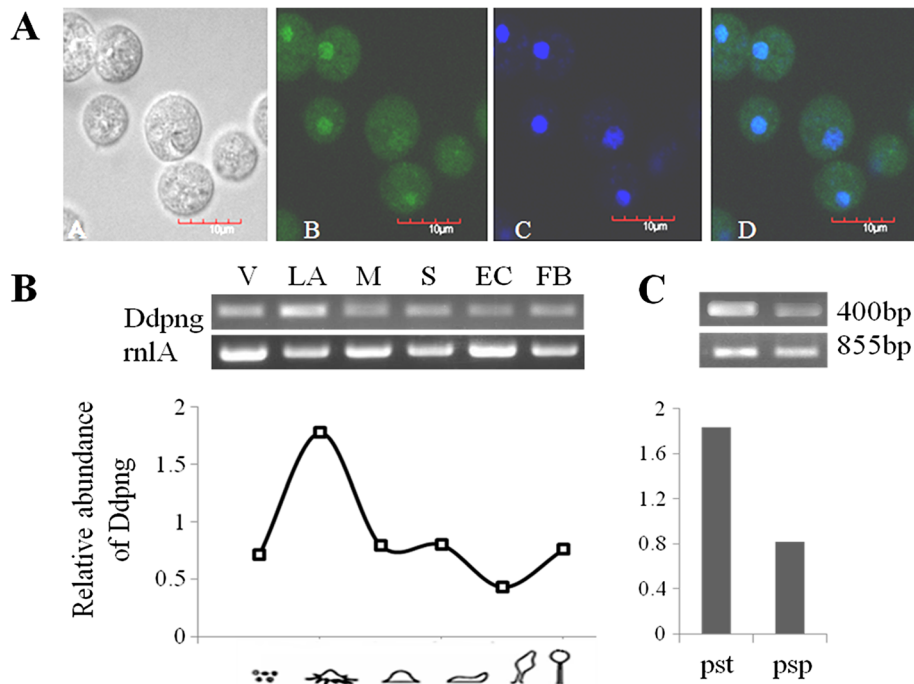 A
A
10μm
B
10μm
C
10μm
D
10μm
B
V LA M S EC FB
Ddpng
rnlA
C
400bp
855bp
Relative abundance
of Ddpng
2
1.5
1
0.5
0
2
1.6
1.2
0.8
0.4
0
pst psp